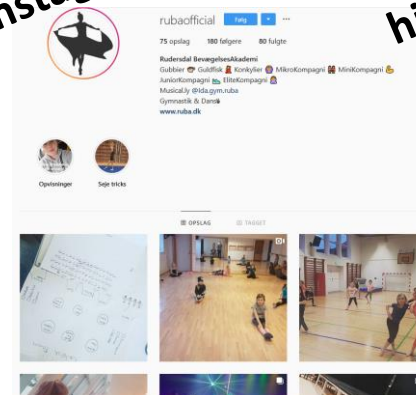 rubaofficial Følg ...
75 opslag 180 følgere 80 fulgte
Rudersdal BevægelsesAkademi
Gubbier Guldfisk Konkylier MikroKompagni MiniKompagni
JuniorKompagni EliteKompagni
Musical.ly @Ida.gym.ruba
Gymnastik & Dans
www.ruba.dk
Opvisninger Seje tricks
OPSLAG TAGGET